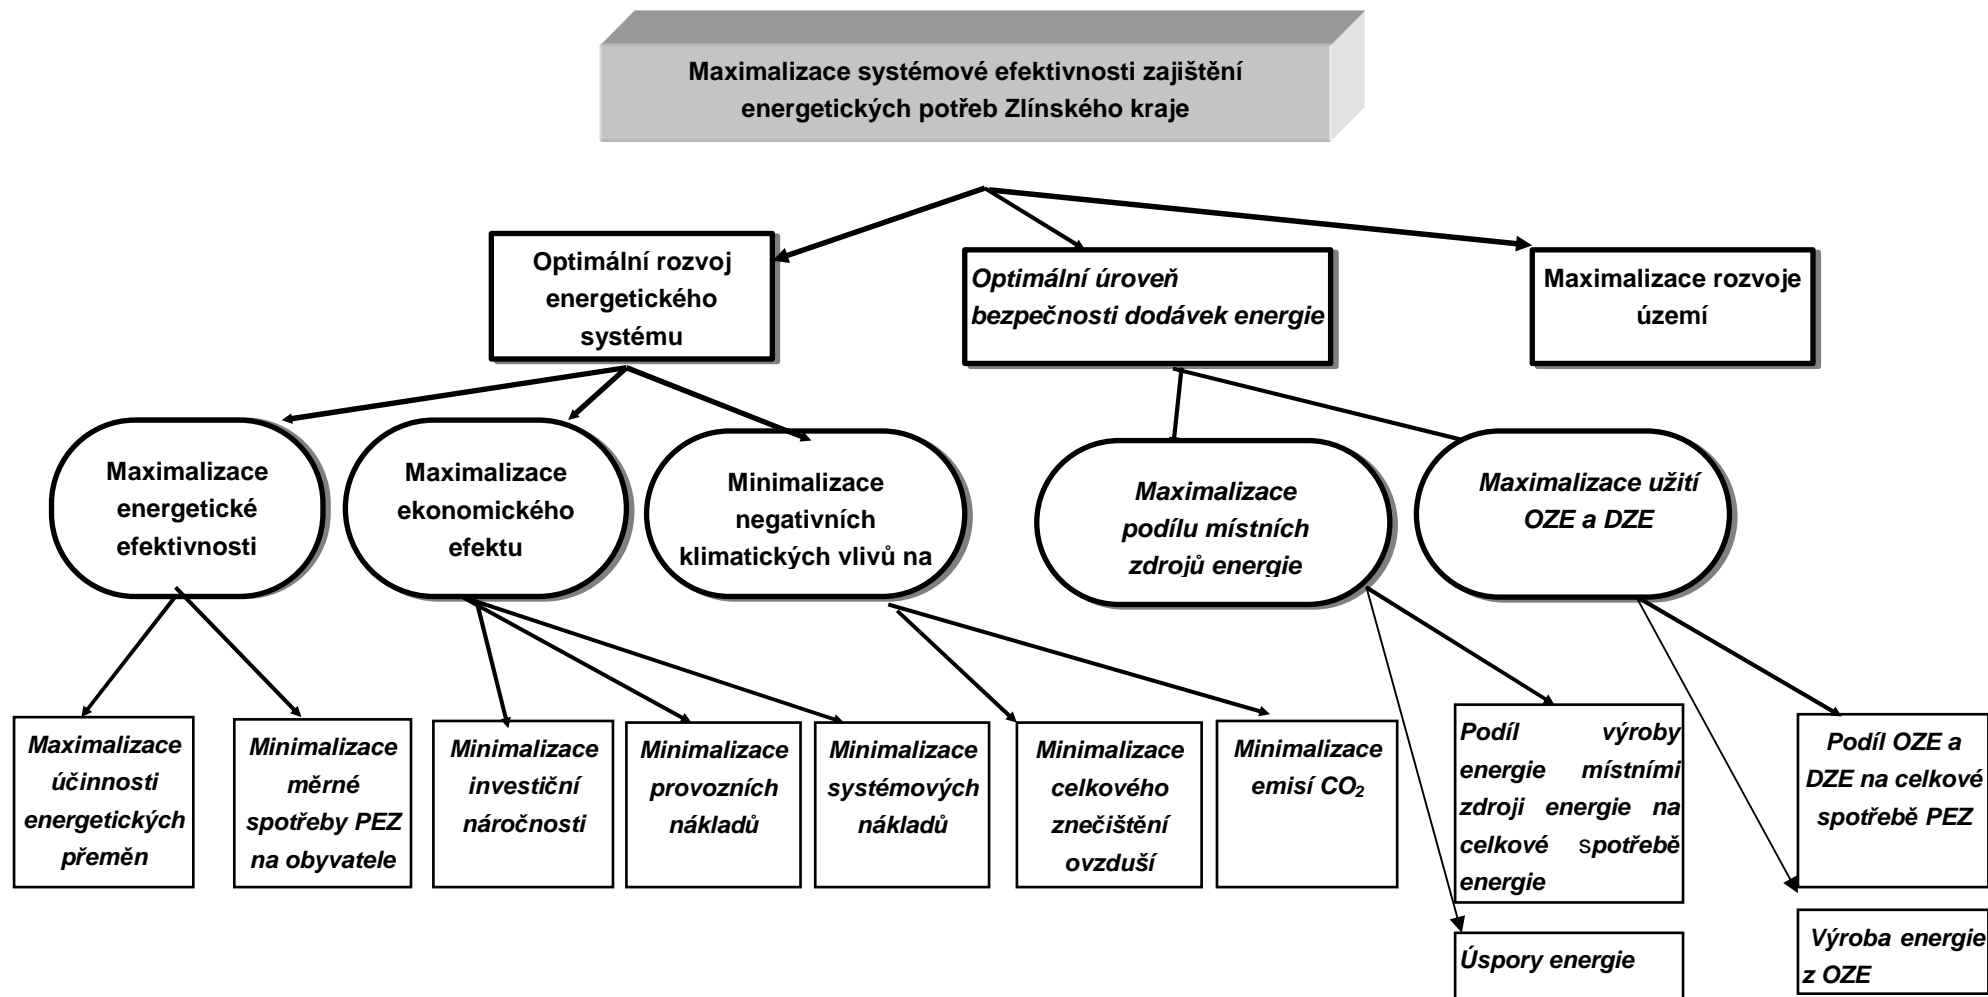 Maximalizace systémové efektivnosti zajištění
energetických potřeb Zlínského kraje
Optimální rozvoj
energetického
systému
Optimální úroveň
bezpečnosti dodávek energie
Maximalizace rozvoje
území
Maximalizace
energetické
efektivnosti
Maximalizace
ekonomického
efektu
Minimalizace
negativních
klimatických vlivů na
Maximalizace
podílu místních
zdrojů energie
Maximalizace užití
OZE a DZE
Maximalizace
účinnosti
energetických
přeměn
Minimalizace
měrné
spotřeby PEZ
na obyvatele
Minimalizace
investiční
náročnosti
Minimalizace
provozních
nákladů
Minimalizace
systémových
nákladů
Minimalizace
celkového
znečištění
ovzduší
Minimalizace
emisí CO₂
Podíl výroby
energie místními
zdroji energie na
celkové spotřebě
energie
Podíl OZE a
DZE na celkové
spotřebě PEZ
Úspory energie
Výroba energie
z OZE